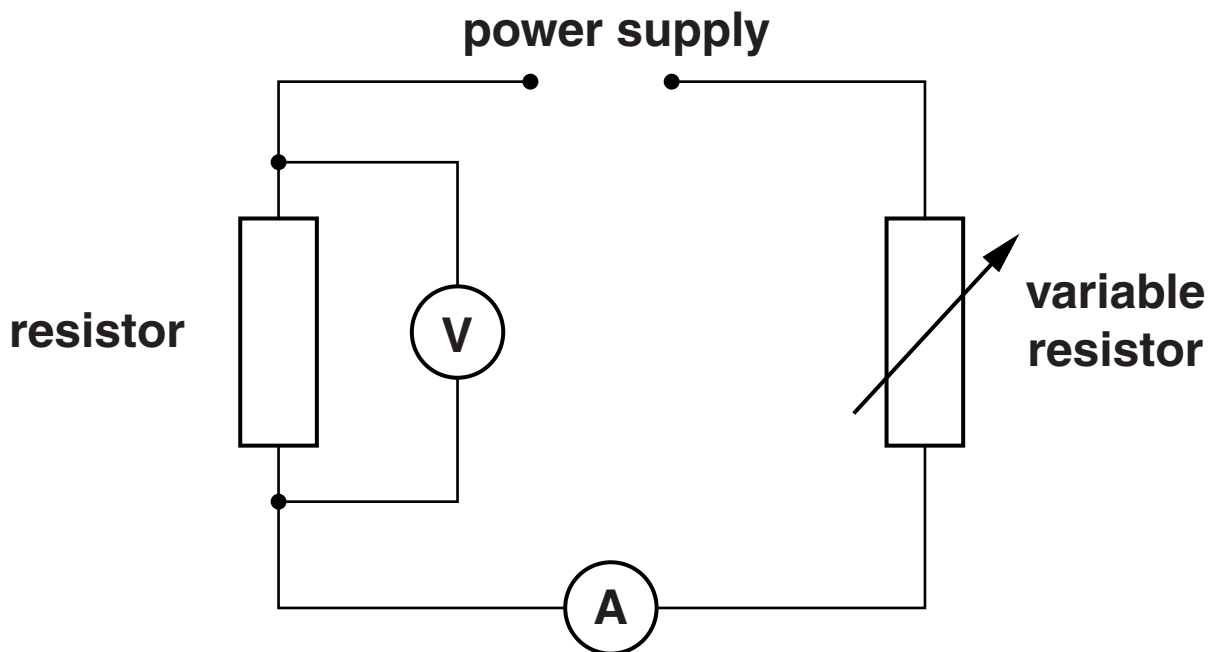 power supply
resistor
V
variable
resistor
A